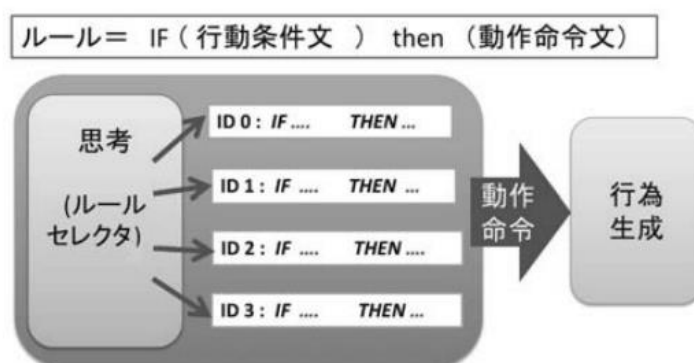 ルール= IF ( 行動条件文 ) then (動作命令文)
思考
(ルール
セレクタ)
ID 0 : IF .... THEN ...
ID 1 : IF .... THEN ...
ID 2 : IF .... THEN ....
ID 3 : IF .... THEN ...
動作
命令
行為
生成